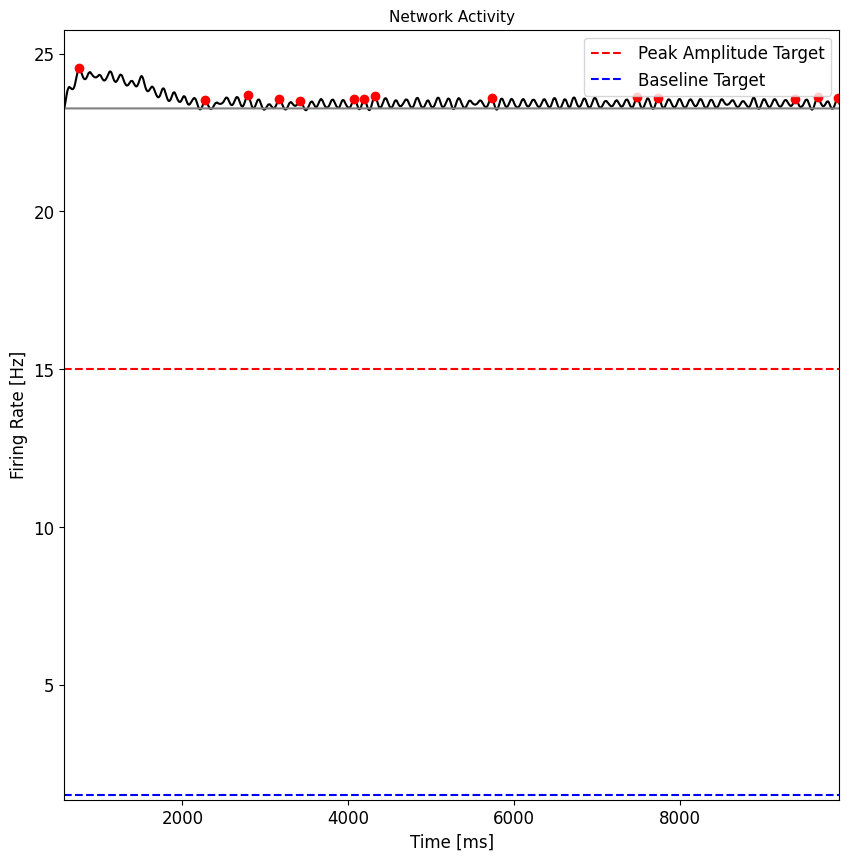 Network Activity
Peak Amplitude Target
Baseline Target
25
20
15
10
5
Firing Rate [Hz]
2000
4000
6000
8000
Time [ms]